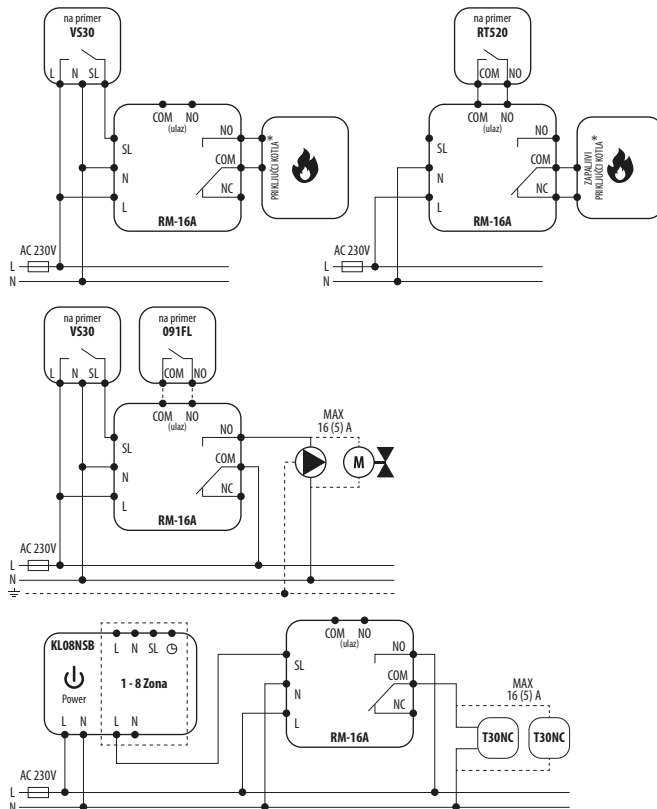 na primer
VS30
L N SL
COM NO
(ulaz)
NO
SL
COM
N
NC
L
RM-16A
PRIKLJUČCI KOTLA*
AC 230V
L
N
na primer
RT520
COM NO
COM NO
(ulaz)
NO
SL
COM
N
NC
L
RM-16A
ZAPALJIVI
PRIKLJUČCI KOTLA*
AC 230V
L
N
na primer
VS30
L N SL
na primer
091FL
COM NO
COM NO
(ulaz)
NO
SL
COM
N
NC
L
RM-16A
MAX
16 (5) A
M
AC 230V
L
N
KL08NSB
L N SL
Power
1 - 8 Zona
L N
L N
COM NO
(ulaz)
NO
SL
COM
N
NC
L
RM-16A
MAX
16 (5) A
T30NC
T30NC
AC 230V
L
N